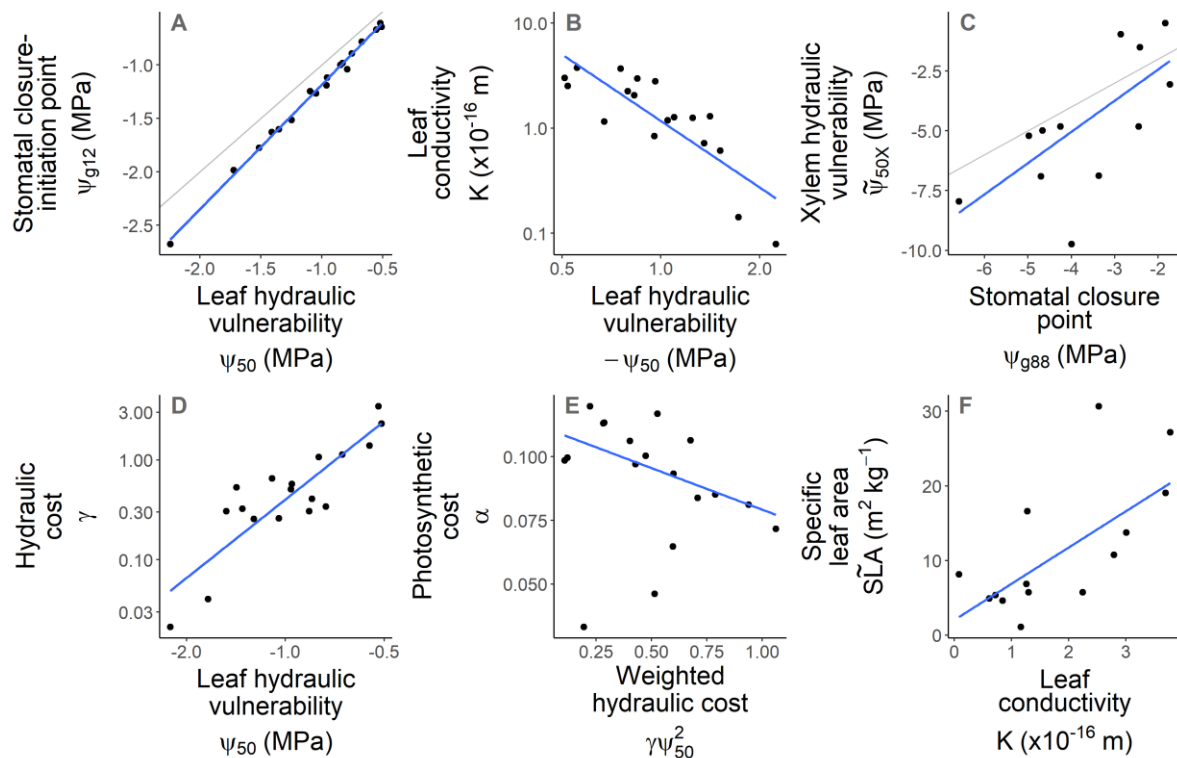 A
Stomatal closure-
initiation point
ψg12 (MPa)
-1.0
-1.5
-2.0
-2.5
-2.0
-1.5
-1.0
-0.5
Leaf hydraulic
vulnerability
ψ50 (MPa)
B
Leaf
conductivity
K (x10-16 m)
10.0
1.0
0.1
0.5
1.0
2.0
Leaf hydraulic
vulnerability
−ψ50 (MPa)
C
Xylem hydraulic
vulnerability
ψ̃50X (MPa)
-2.5
-5.0
-7.5
-10.0
-6
-5
-4
-3
-2
Stomatal closure
point
ψg88 (MPa)
D
Hydraulic
cost
γ
3.00
1.00
0.30
0.10
0.03
-2.0
-1.0
-0.5
Leaf hydraulic
vulnerability
ψ50 (MPa)
E
Photosynthetic
cost
α
0.100
0.075
0.050
0.25
0.50
0.75
1.00
Weighted
hydraulic cost
γψ²50
F
Specific
leaf area
SL̃A (m² kg⁻¹)
30
20
10
0
0
1
2
3
Leaf
conductivity
K (x10-16 m)